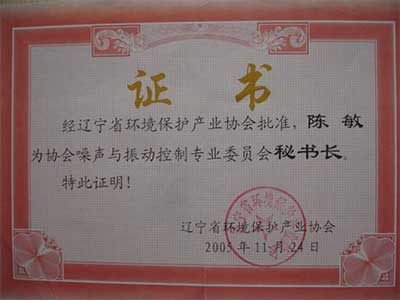 证书
经辽宁省环境保护产业协会批准，陈敏
为协会噪声与振动控制专业委员会秘书长。
特此证明！
辽宁省环境保护产业协会
2005年11月24日